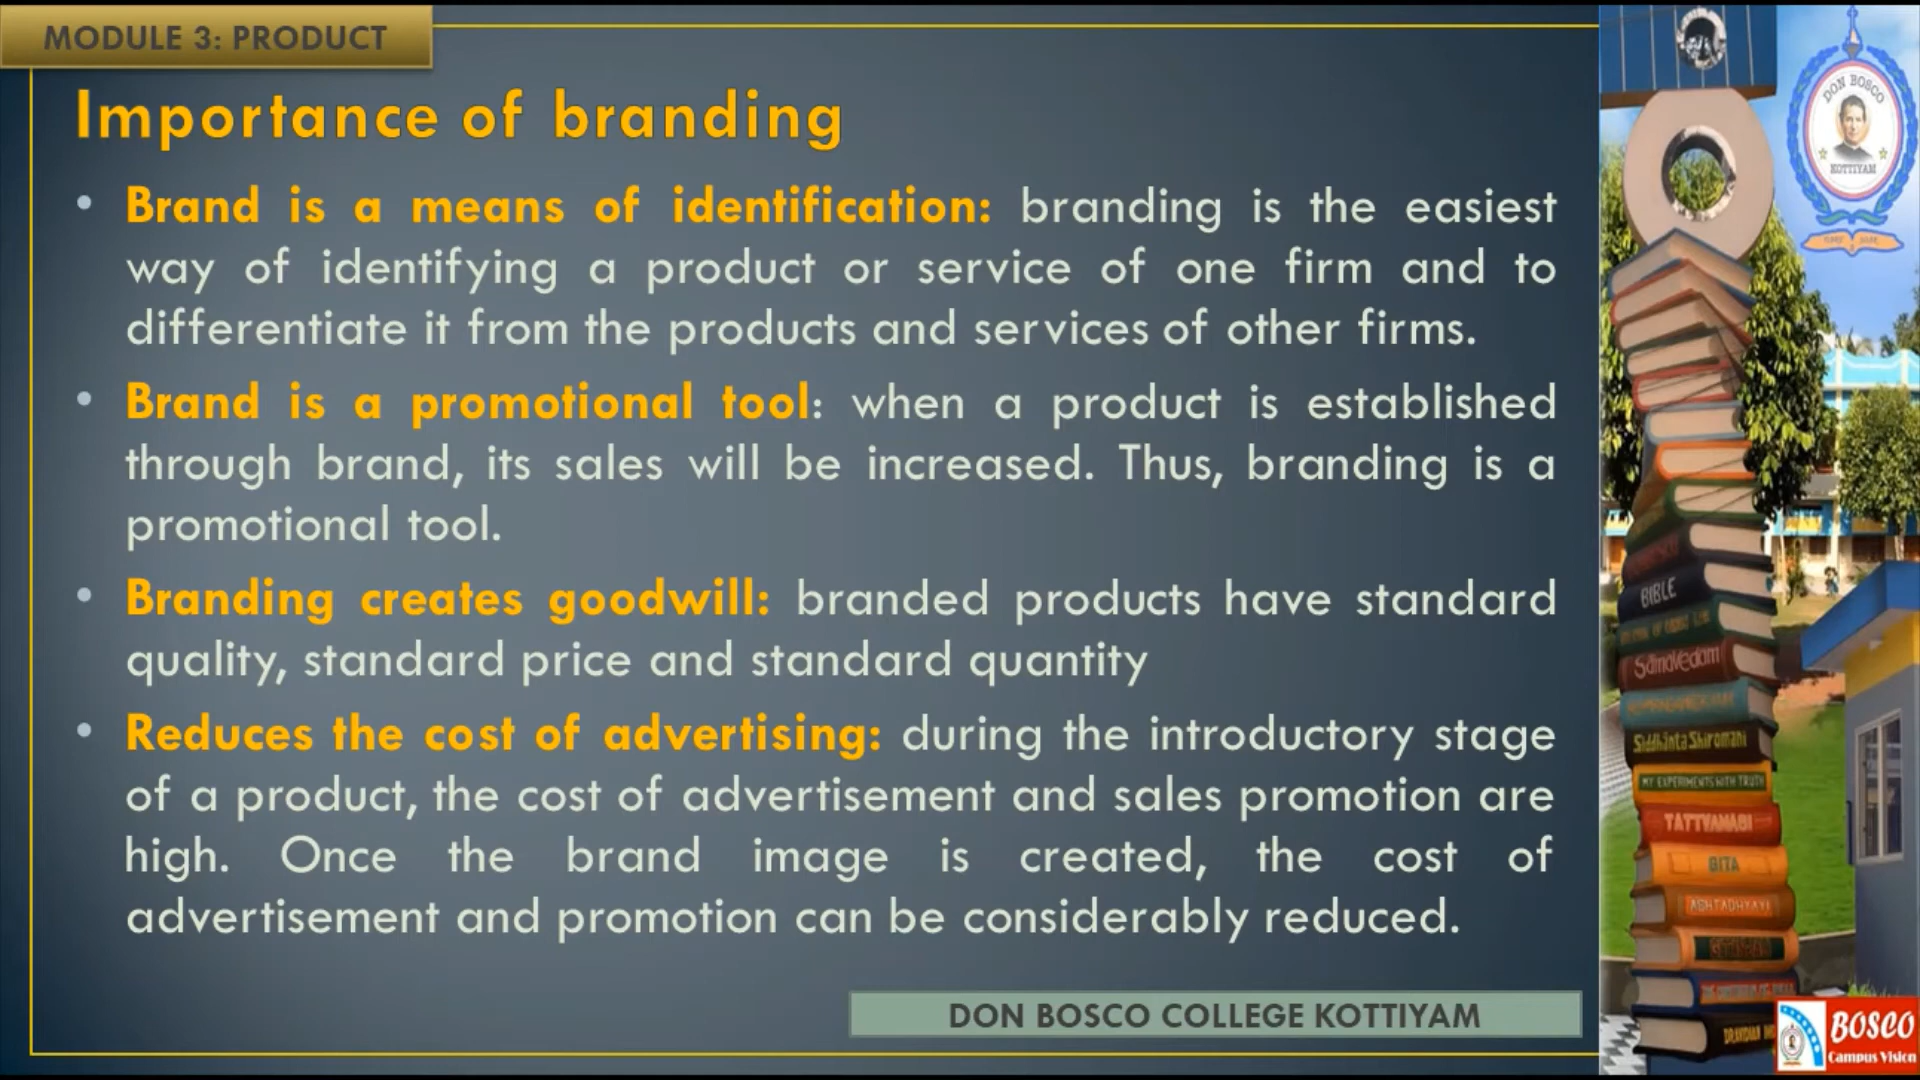 MODULE 3: PRODUCT
Importance of branding
• Brand is a means of identification: branding is the easiest
way of identifying a product or service of one firm and to
differentiate it from the products and services of other firms.
• Brand is a promotional tool: when a product is established
through brand, its sales will be increased. Thus, branding is a
promotional tool.
• Branding creates goodwill: branded products have standard
quality, standard price and standard quantity
• Reduces the cost of advertising: during the introductory stage
of a product, the cost of advertisement and sales promotion are
high. Once the brand image is created, the cost of
advertisement and promotion can be considerably reduced.
DON BOSCO COLLEGE KOTTIYAM
DON BOSCO
KOTTIYAM
BIBLE
Samavedam
Siddhanta Shiromani
MY EXPERIMENTS WITH TRUTH
ASHTADHYAYI
BOSCO
Campus Vision